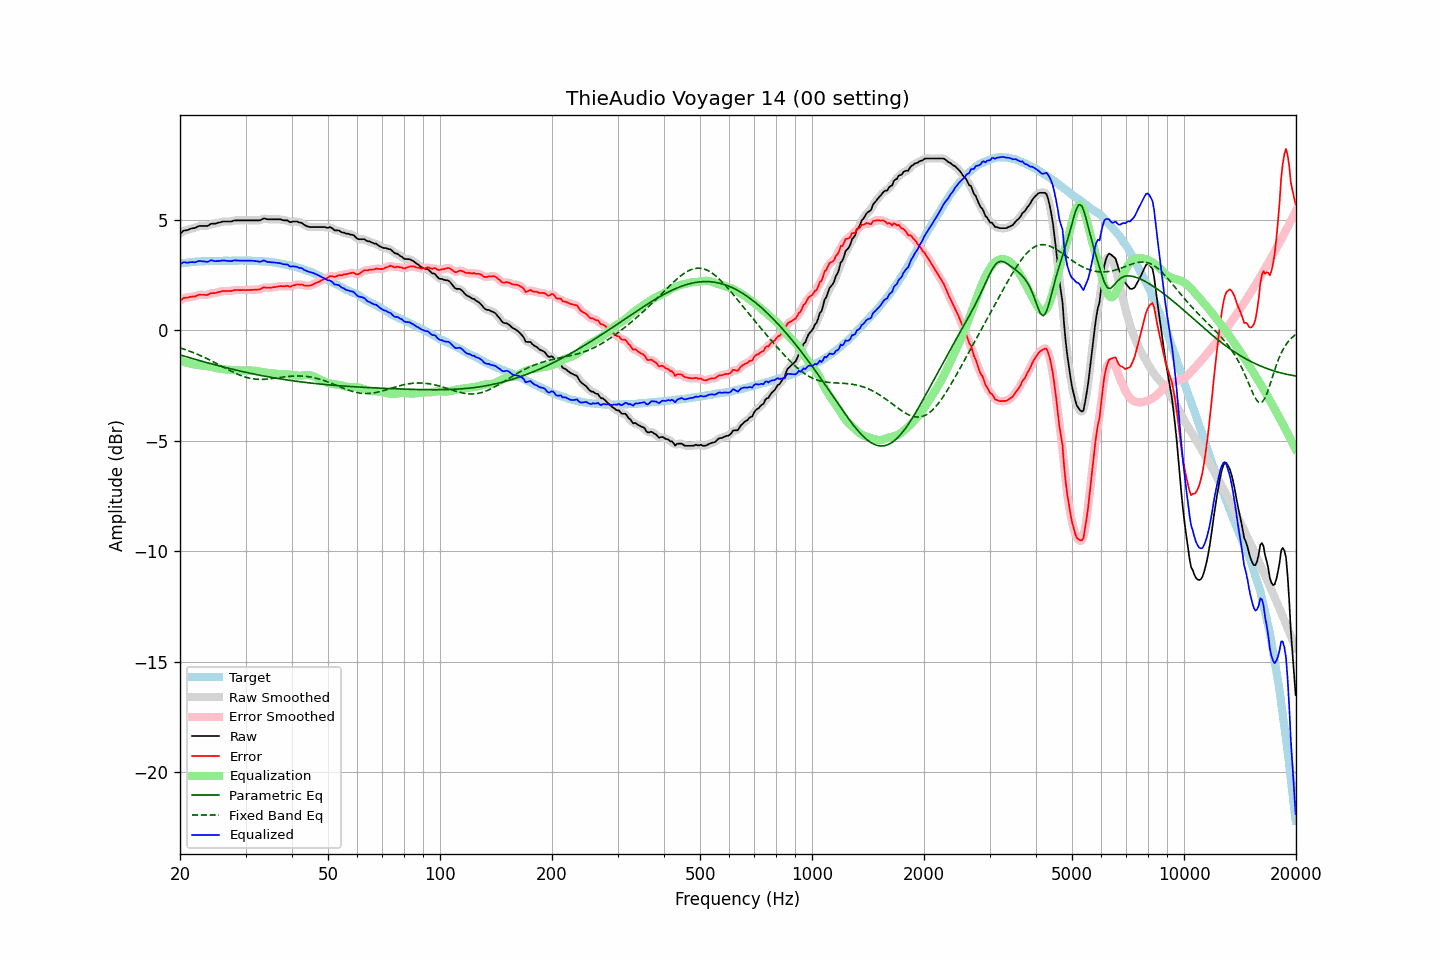 ThieAudio Voyager 14 (00 setting)
Amplitude (dBr)
5
0
−5
−10
−15
−20
Target
Raw Smoothed
Error Smoothed
Raw
Error
Equalization
Parametric Eq
Fixed Band Eq
Equalized
20 50 100 200 500 1000 2000 5000 10000 20000
Frequency (Hz)